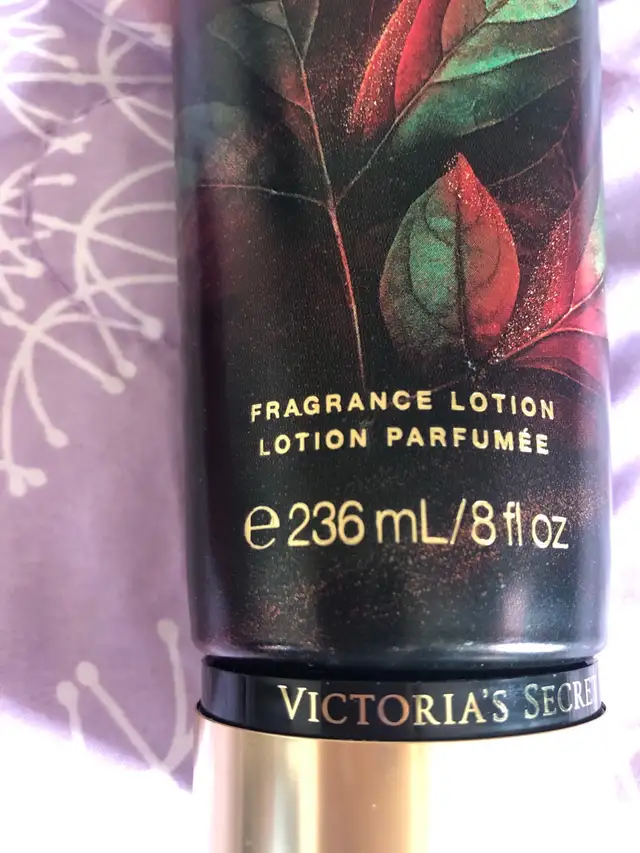 FRAGRANCE LOTION
LOTION PARFUMÉE
℮ 236 mL/8 fl oz
VICTORIA'S SECRET